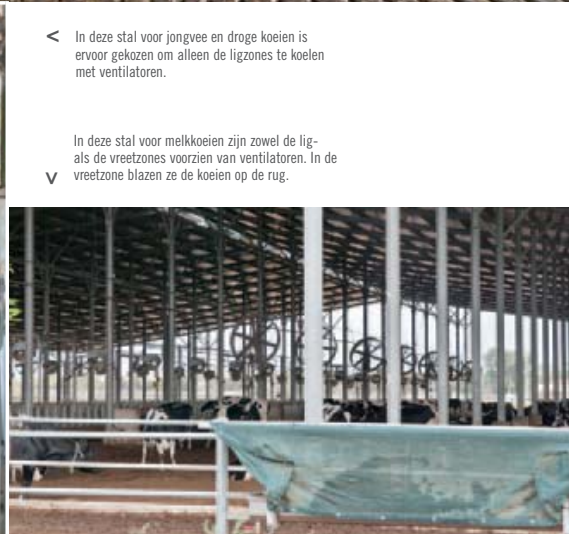 < In deze stal voor jongvee en droge koeien is
ervoor gekozen om alleen de ligzones te koelen
met ventilatoren.
In deze stal voor melkkoeien zijn zowel de lig-
als de vreetzones voorzien van ventilatoren. In de
v vreetzone blazen ze de koeien op de rug.